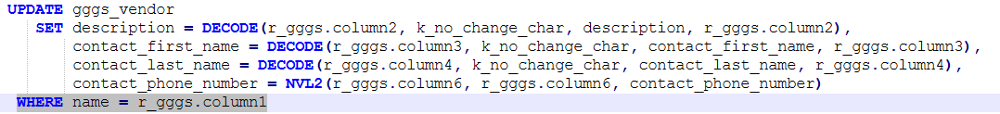 UPDATE gggs_vendor
SET description = DECODE(r_gggs.column2, k_no_change_char, description, r_gggs.column2),
contact_first_name = DECODE(r_gggs.column3, k_no_change_char, contact_first_name, r_gggs.column3),
contact_last_name = DECODE(r_gggs.column4, k_no_change_char, contact_last_name, r_gggs.column4),
contact_phone_number = NVL2(r_gggs.column6, r_gggs.column6, contact_phone_number)
WHERE name = r_gggs.column1